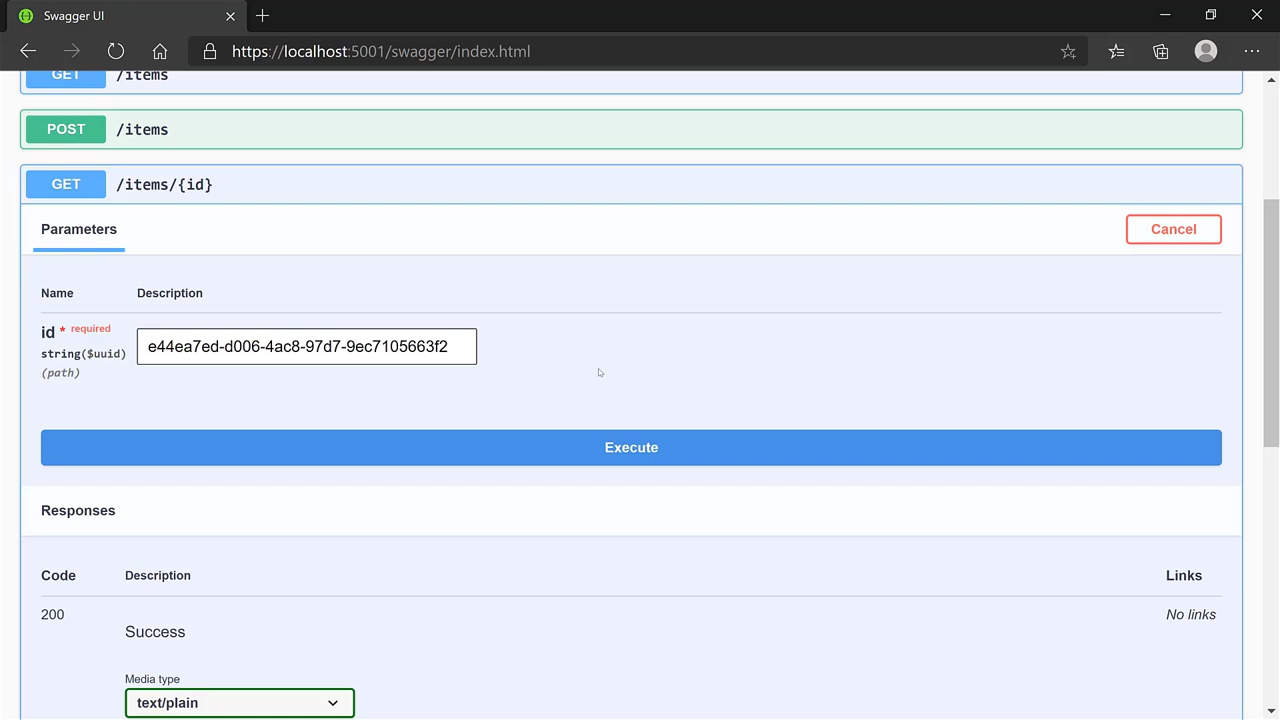 Swagger UI
https://localhost:5001/swagger/index.html
GET /items
POST /items
GET /items/{id}
Parameters
Cancel
Name Description
id * required
string($uuid)
(path)
e44ea7ed-d006-4ac8-97d7-9ec7105663f2
Execute
Responses
Code Description Links
200 Success No links
Media type
text/plain